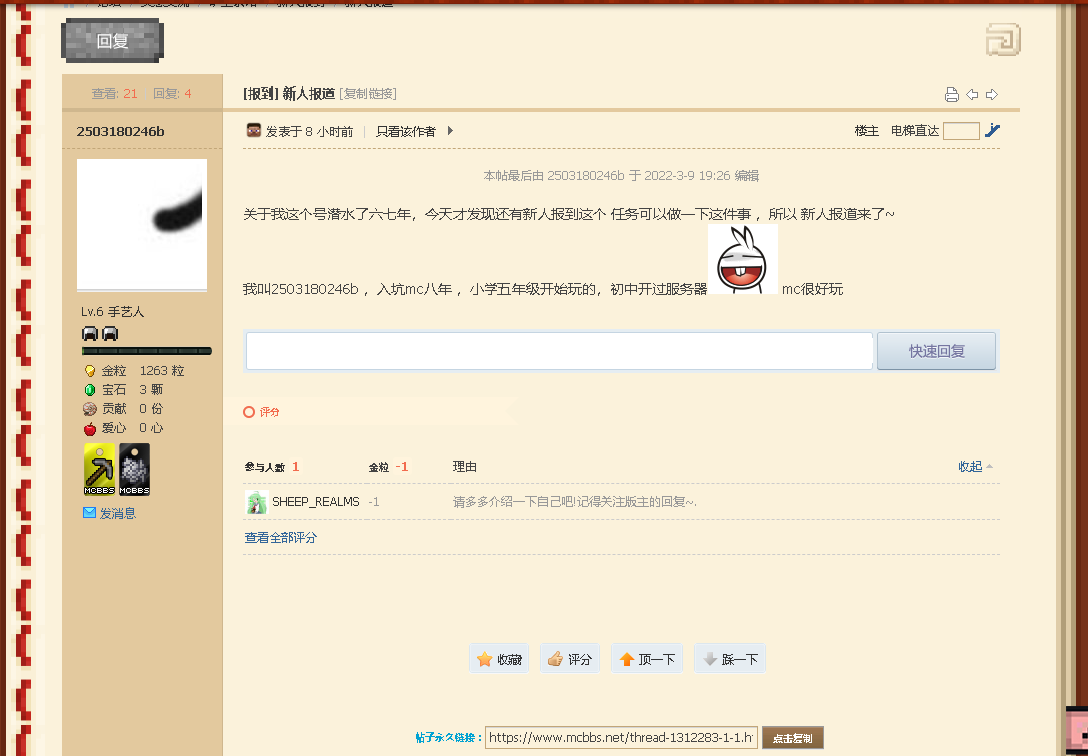 回复
查看: 21 回复: 4
[报到] 新人报道 [复制链接]
2503180246b
发表于 8 小时前 | 只看该作者
楼主 电梯直达
本帖最后由 2503180246b 于 2022-3-9 19:26 编辑
关于我这个号潜水了六七年，今天才发现还有新人报到这个 任务可以做一下这件事 ，所以 新人报道来了~
我叫2503180246b ，入坑mc八年 ，小学五年级开始玩的，初中开过服务器 mc很好玩
Lv.6 手艺人
金粒 1263 粒
宝石 3 颗
贡献 0 份
爱心 0 心
MCBBS MCBBS
发消息
快速回复
评分
参与人数 1 金粒 -1 理由 收起
SHEEP_REALMS -1 请多多介绍一下自己吧!记得关注版主的回复~.
查看全部评分
收藏 评分 顶一下 踩一下
帖子永久链接: https://www.mcbbs.net/thread-1312283-1-1.h 点击复制